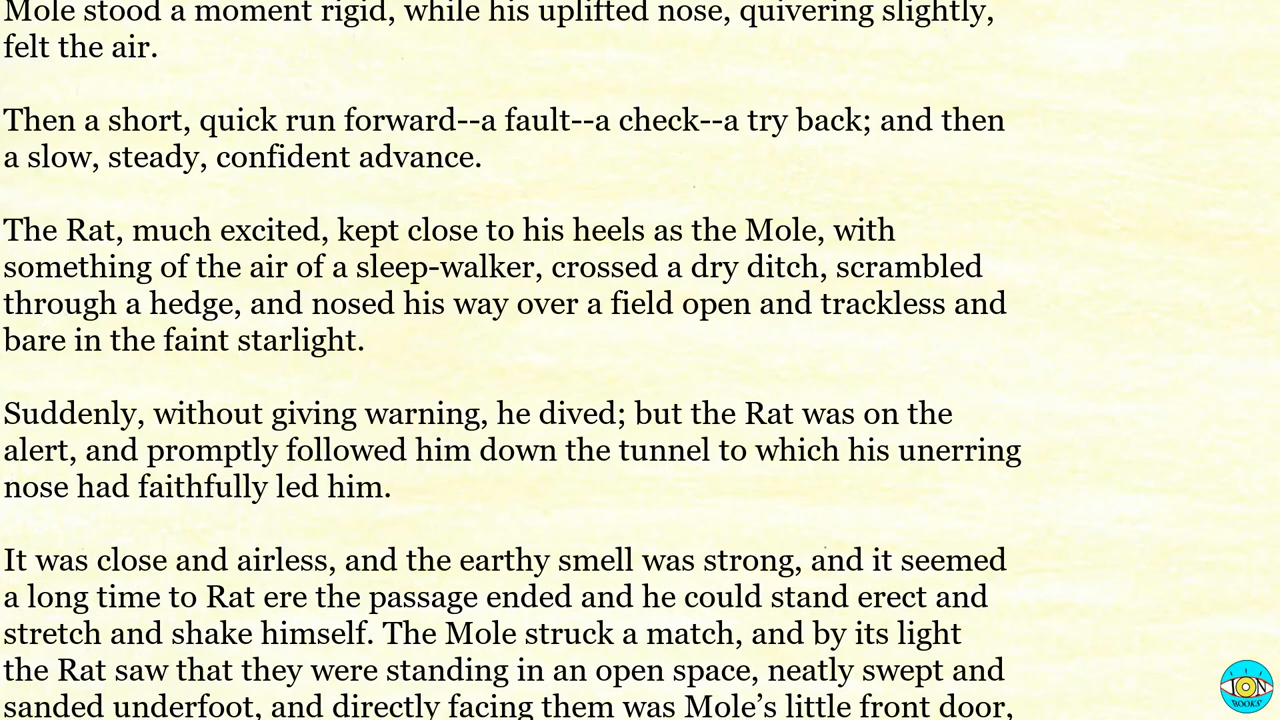 Mole stood a moment rigid, while his uplifted nose, quivering slightly,
felt the air.
Then a short, quick run forward--a fault--a check--a try back; and then
a slow, steady, confident advance.
The Rat, much excited, kept close to his heels as the Mole, with
something of the air of a sleep-walker, crossed a dry ditch, scrambled
through a hedge, and nosed his way over a field open and trackless and
bare in the faint starlight.
Suddenly, without giving warning, he dived; but the Rat was on the
alert, and promptly followed him down the tunnel to which his unerring
nose had faithfully led him.
It was close and airless, and the earthy smell was strong, and it seemed
a long time to Rat ere the passage ended and he could stand erect and
stretch and shake himself. The Mole struck a match, and by its light
the Rat saw that they were standing in an open space, neatly swept and
sanded underfoot, and directly facing them was Mole’s little front door,
ION
BOOKS